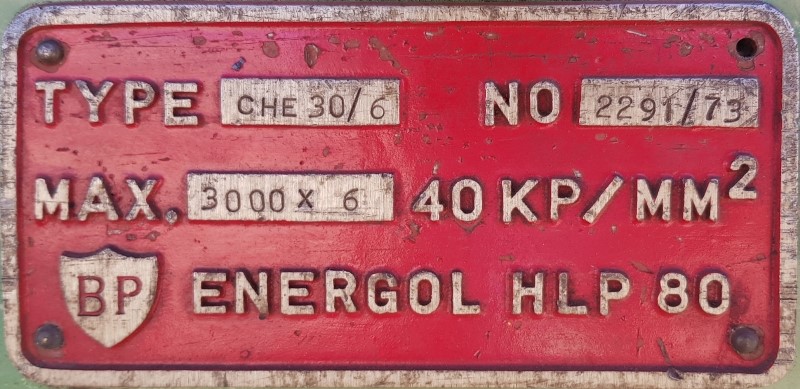 TYPE CHE 30/6 NO 2291/73
MAX. 3000 X 6 40 KP/MM²
BP ENERGOL HLP 80